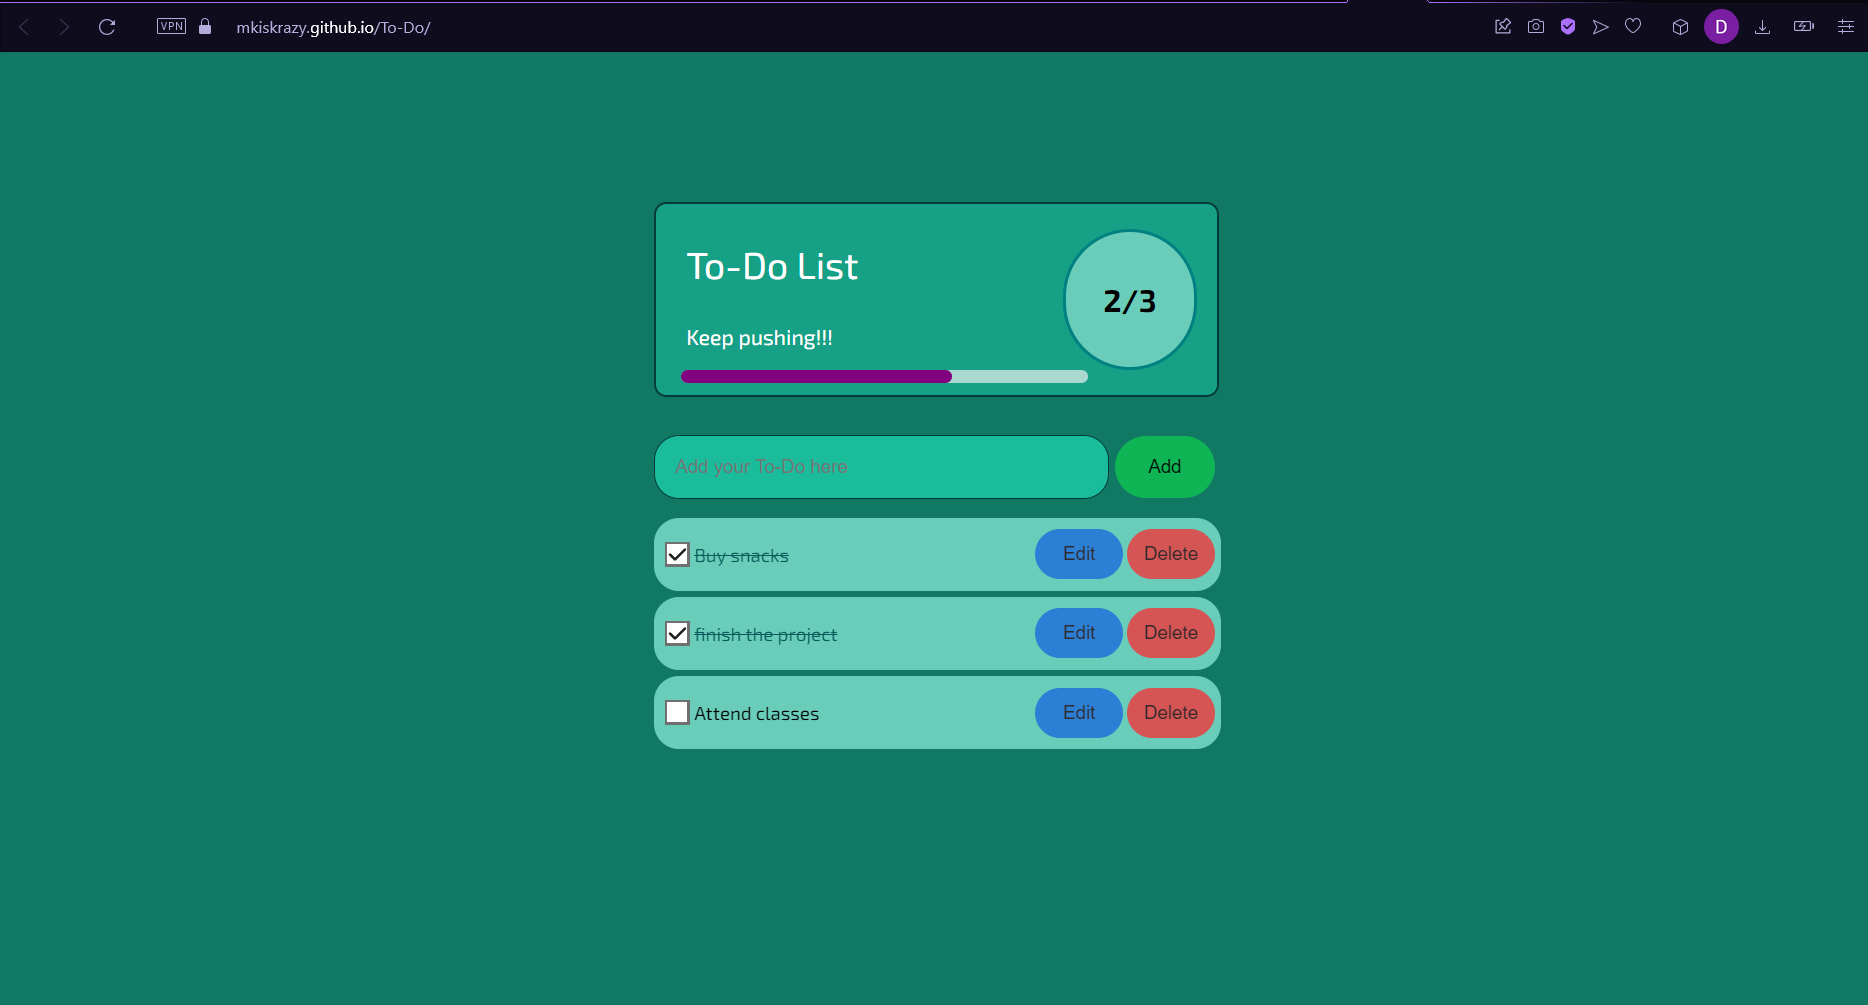 VPN mkiskrazy.github.io/To-Do/ D
To-Do List
2/3
Keep pushing!!!
Add your To-Do here Add
Buy snacks Edit Delete
finish the project Edit Delete
Attend classes Edit Delete